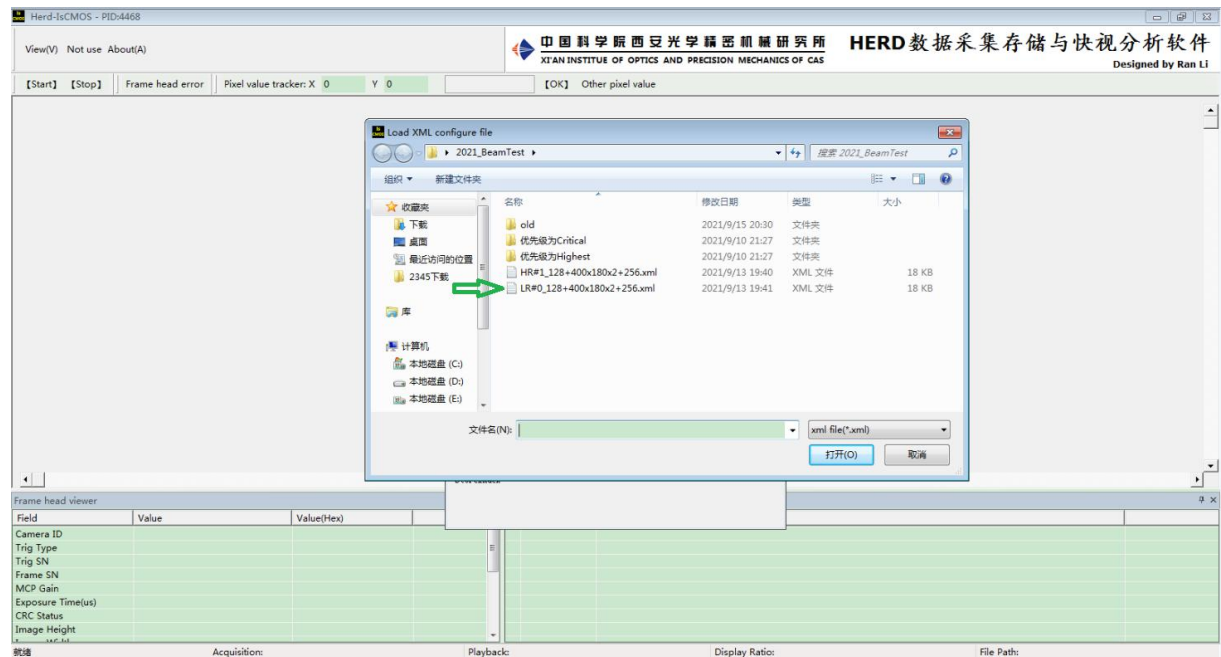 Herd-IsCMOS - PID:4468
View(V) Not use About(A)
中国科学院西安光学精密机械研究所
XI'AN INSTITUE OF OPTICS AND PRECISION MECHANICS OF CAS
HERD数据采集存储与快视分析软件
Designed by Ran Li
【Start】 【Stop】 Frame head error Pixel value tracker: X 0 Y 0 【OK】 Other pixel value
Load XML configure file
2021_BeamTest
搜索 2021_BeamTest
组织 新建文件夹
收藏夹
下载
桌面
最近访问的位置
2345下载
库
计算机
本地磁盘 (C:)
本地磁盘 (D:)
本地磁盘 (E:)
名称 修改日期 类型 大小
old 2021/9/15 20:30 文件夹
优先级为Critical 2021/9/10 21:27 文件夹
优先级为Highest 2021/9/10 21:27 文件夹
HR#1_128+400x180x2+256.xml 2021/9/13 19:40 XML 文件 18 KB
LR#0_128+400x180x2+256.xml 2021/9/13 19:41 XML 文件 18 KB
文件名(N):
xml file(*.xml)
打开(O) 取消
Frame head viewer
Field Value Value(Hex)
Camera ID
Trig Type
Trig SN
Frame SN
MCP Gain
Exposure Time(us)
CRC Status
Image Height
就绪 Acquisition: Playback: Display Ratio: File Path: